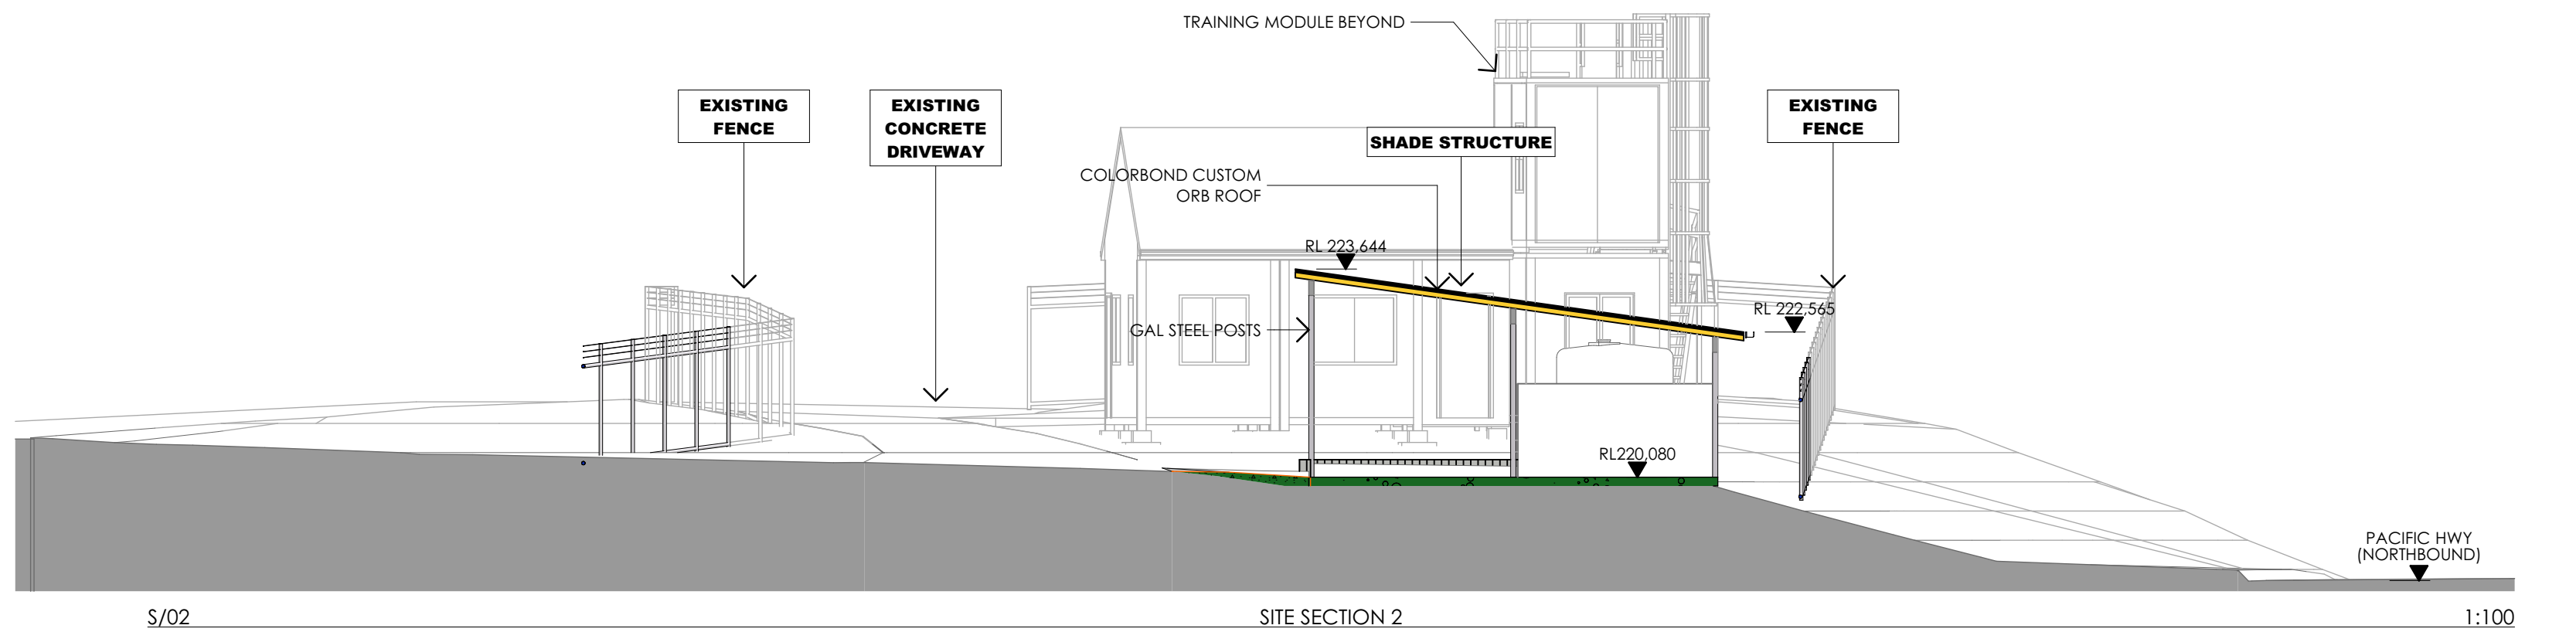 TRAINING MODULE BEYOND
EXISTING
FENCE
EXISTING
CONCRETE
DRIVEWAY
EXISTING
FENCE
SHADE STRUCTURE
COLORBOND CUSTOM
ORB ROOF
RL 223,644
RL 222,565
GAL STEEL POSTS
RL220,080
PACIFIC HWY
(NORTHBOUND)
S/02
SITE SECTION 2
1:100